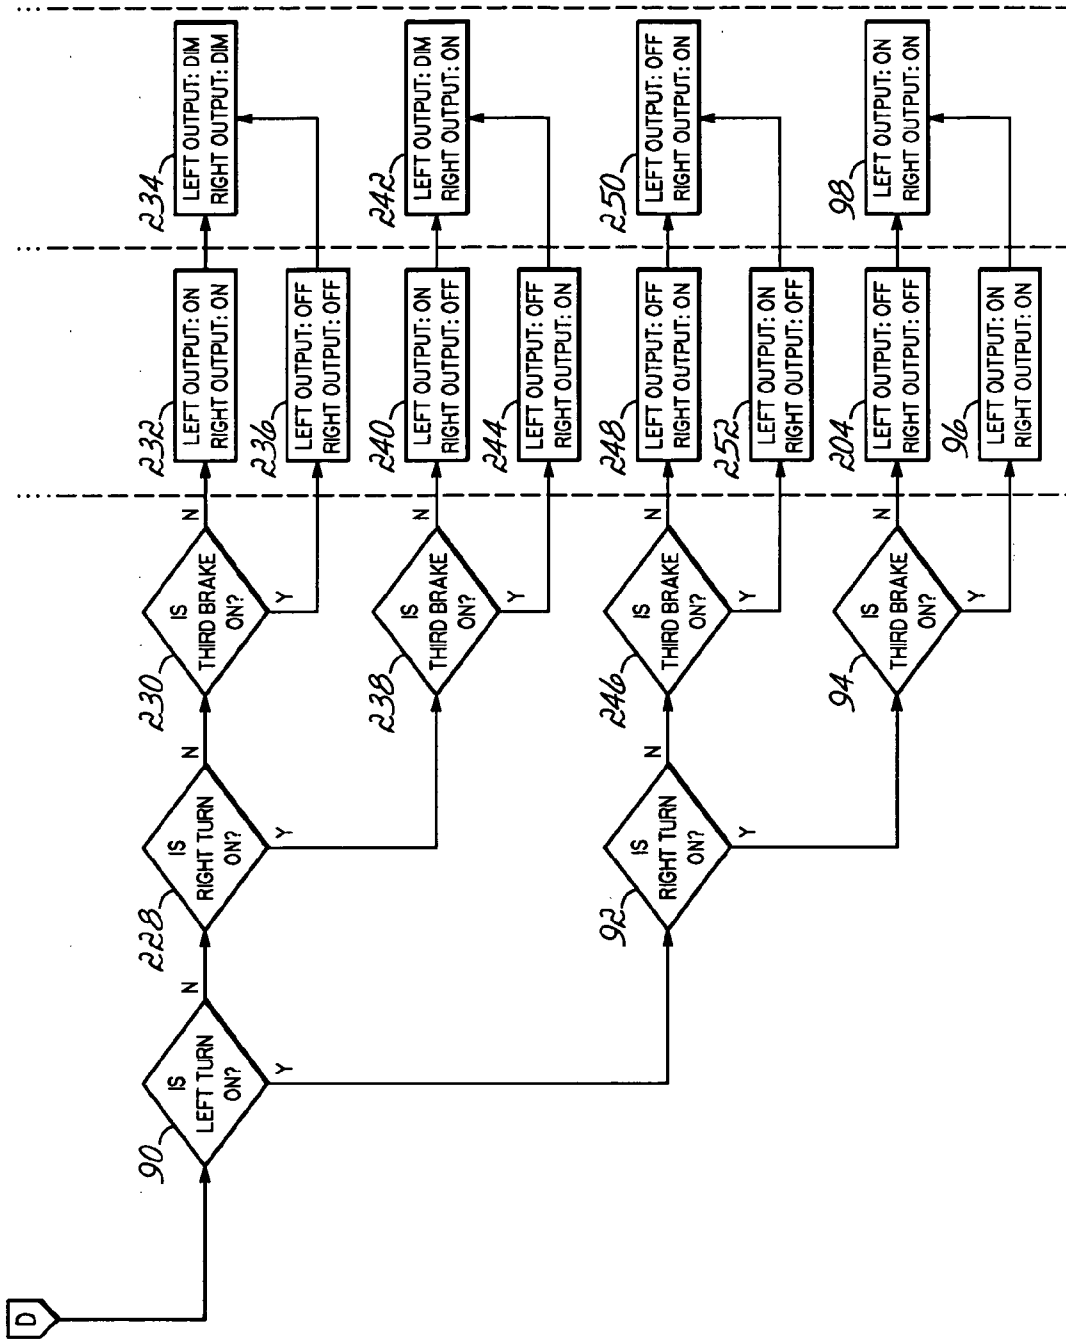 D
90
IS
LEFT TURN
ON?
N
Y
228
IS
RIGHT TURN
ON?
N
Y
230
IS
THIRD BRAKE
ON?
N
Y
232
LEFT OUTPUT: ON
RIGHT OUTPUT: ON
234
LEFT OUTPUT: DIM
RIGHT OUTPUT: DIM
236
LEFT OUTPUT: OFF
RIGHT OUTPUT: OFF
238
IS
THIRD BRAKE
ON?
N
Y
240
LEFT OUTPUT: ON
RIGHT OUTPUT: OFF
242
LEFT OUTPUT: DIM
RIGHT OUTPUT: ON
244
LEFT OUTPUT: OFF
RIGHT OUTPUT: ON
92
IS
RIGHT TURN
ON?
N
Y
246
IS
THIRD BRAKE
ON?
N
Y
248
LEFT OUTPUT: OFF
RIGHT OUTPUT: ON
250
LEFT OUTPUT: OFF
RIGHT OUTPUT: ON
252
LEFT OUTPUT: ON
RIGHT OUTPUT: OFF
94
IS
THIRD BRAKE
ON?
N
Y
204
LEFT OUTPUT: OFF
RIGHT OUTPUT: OFF
98
LEFT OUTPUT: ON
RIGHT OUTPUT: ON
96
LEFT OUTPUT: ON
RIGHT OUTPUT: ON